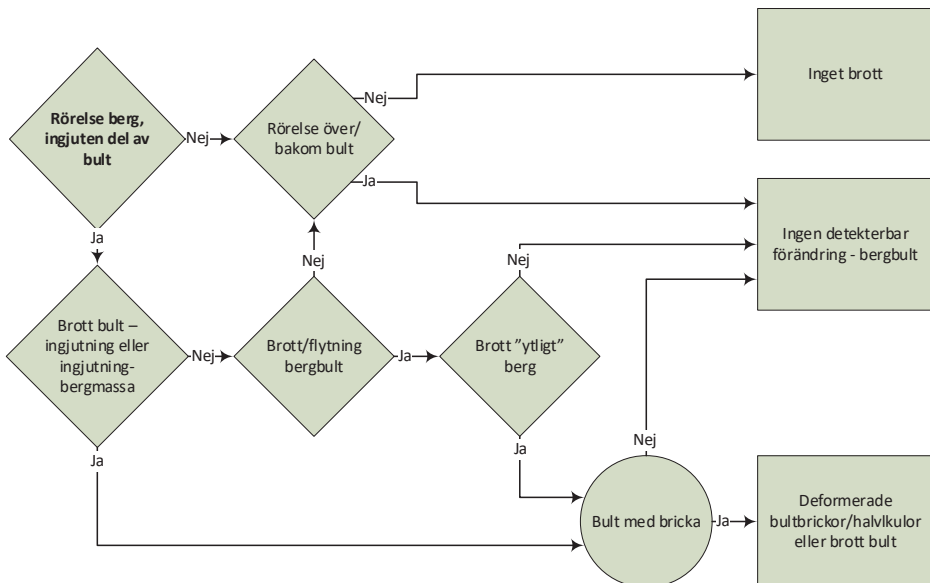 Inget brott
Rörelse berg,
ingjuten del av
bult
Nej
Rörelse över/
bakom bult
Nej
Ja
Ingen detekterbar
förändring - bergbult
Ja
Nej
Nej
Brott bult –
ingjutning eller
ingjutning-
bergmassa
Nej
Brott/flytning
bergbult
Ja
Brott ”ytligt”
berg
Nej
Ja
Ja
Bult med bricka
Ja
Deformerade
bultbrickor/halvlkulor
eller brott bult